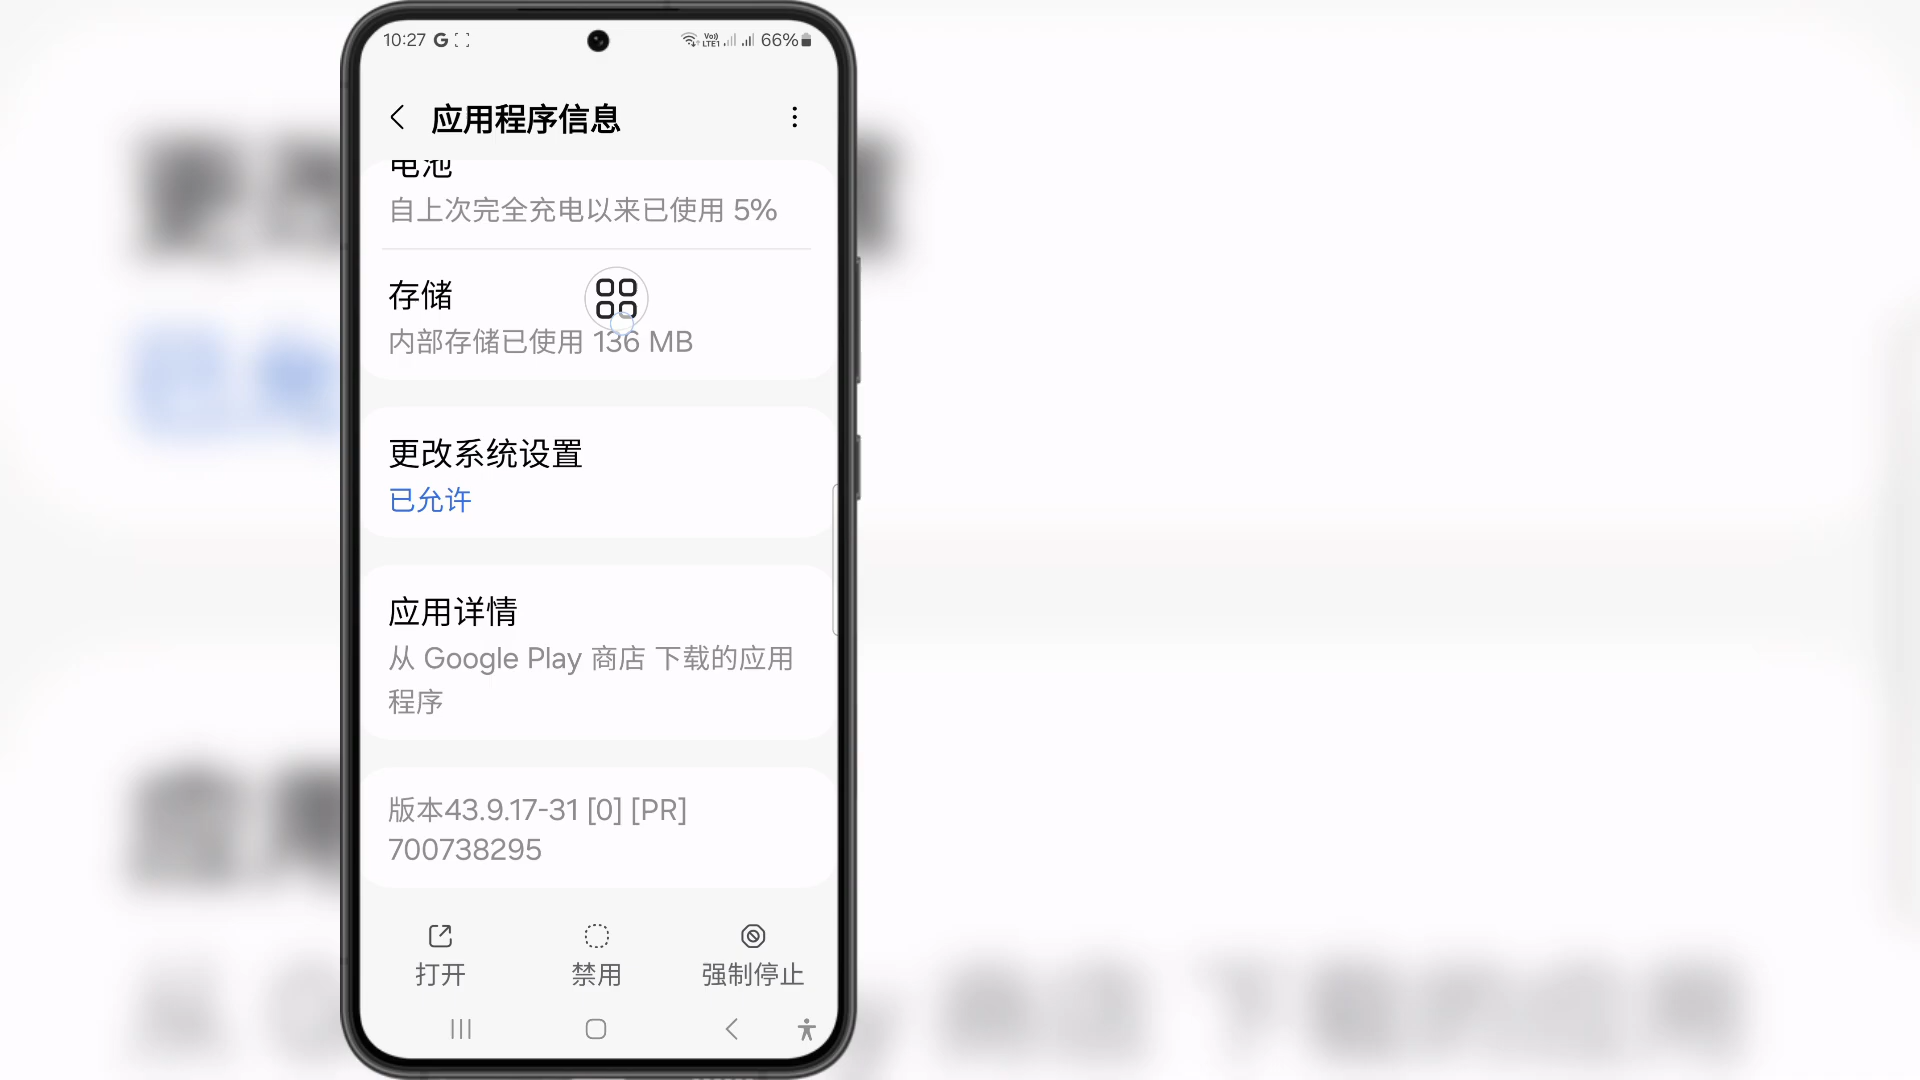 10:27 G Vo)) LTE1 66%
应用程序信息
电池
自上次完全充电以来已使用 5%
存储
内部存储已使用 136 MB
更改系统设置
已允许
应用详情
从 Google Play 商店 下载的应用
程序
版本43.9.17-31 [0] [PR]
700738295
打开 禁用 强制停止